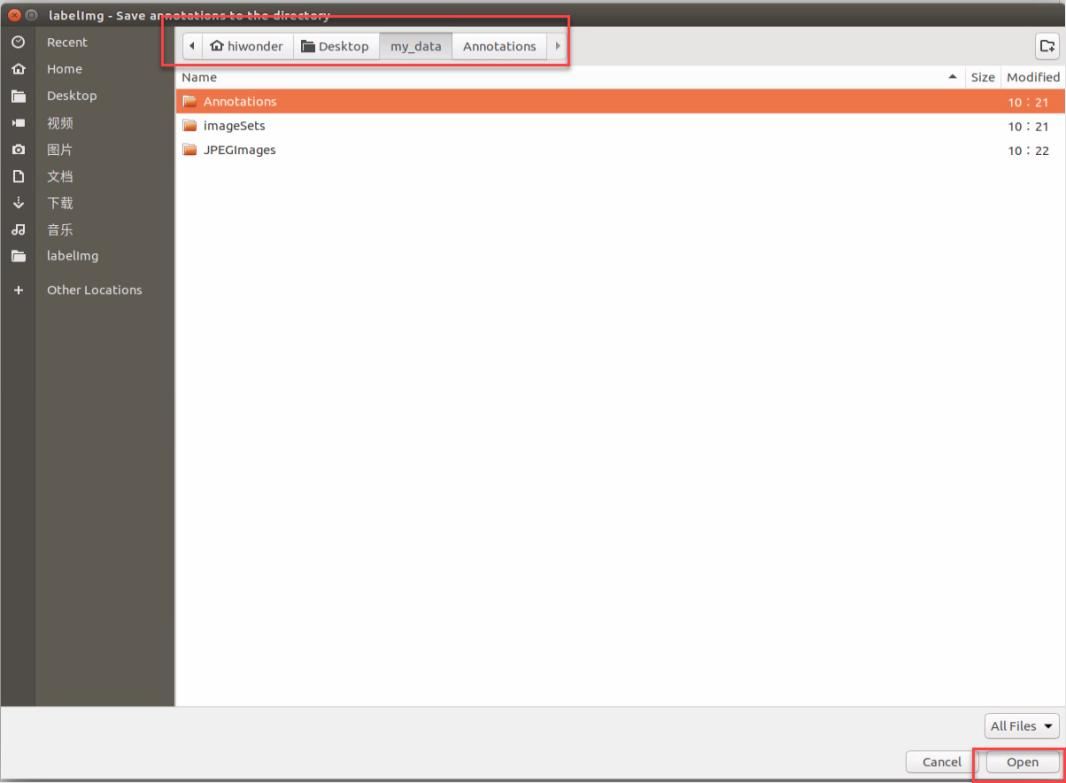 labelImg - Save annotations to the directory
Recent
Home
Desktop
视频
图片
文档
下载
音乐
labelImg
Other Locations
hiwonder Desktop my_data Annotations
Name Size Modified
Annotations 10：21
imageSets 10：21
JPEGImages 10：22
All Files
Cancel Open